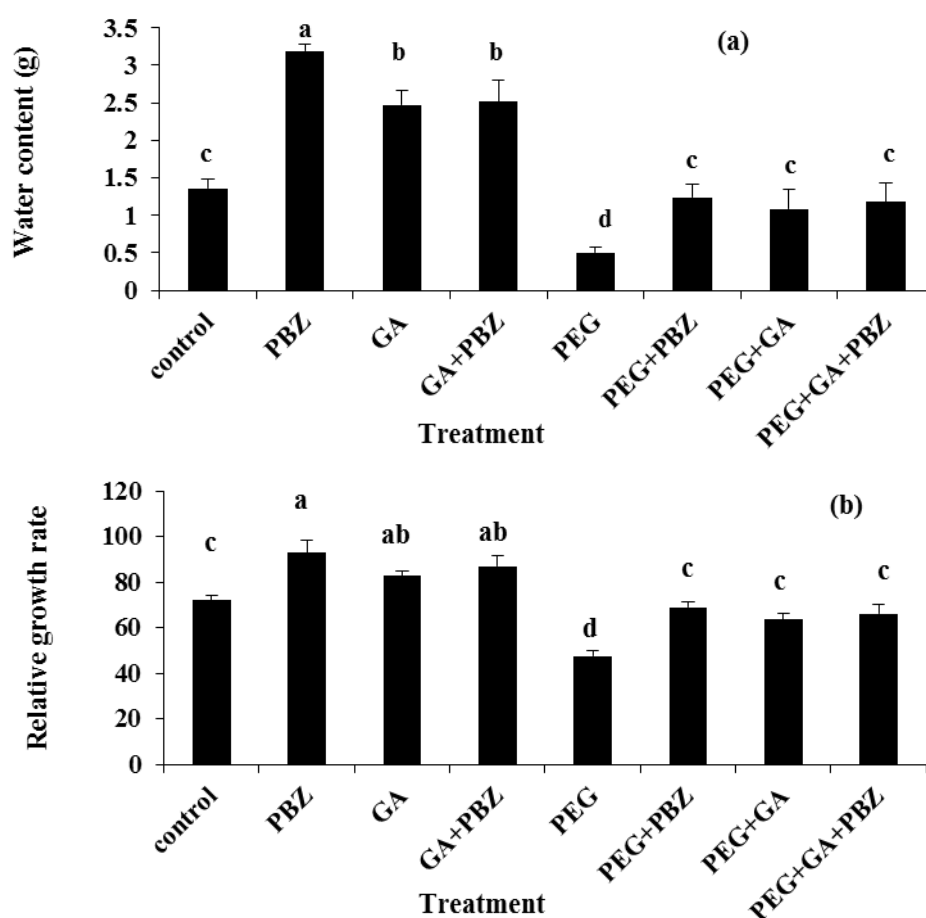 (a)
Water content (g)
3.5
3
2.5
2
1.5
1
0.5
0
c
a
b
b
d
c
c
c
control
PBZ
GA
GA+PBZ
PEG
PEG+PBZ
PEG+GA
PEG+GA+PBZ
Treatment
(b)
Relative growth rate
120
100
80
60
40
20
0
c
a
ab
ab
d
c
c
c
control
PBZ
GA
GA+PBZ
PEG
PEG+PBZ
PEG+GA
PEG+GA+PBZ
Treatment